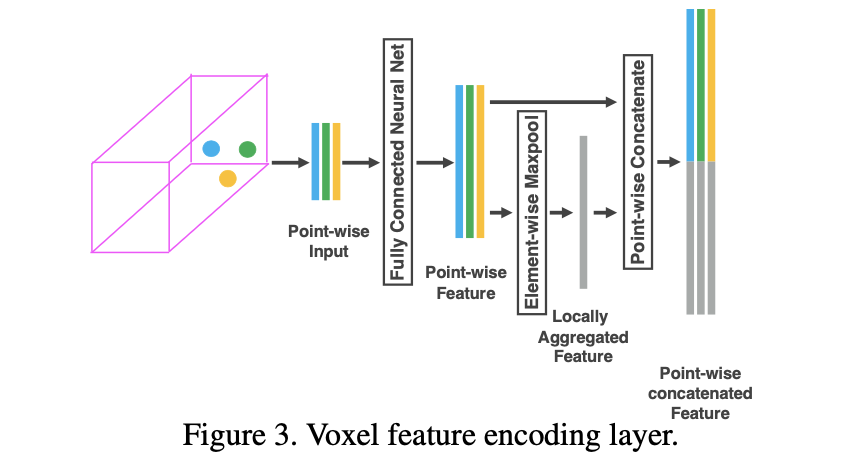 Point-wise
Input
Fully Connected Neural Net
Point-wise
Feature
Element-wise Maxpool
Locally
Aggregated
Feature
Point-wise Concatenate
Point-wise
concatenated
Feature
Figure 3. Voxel feature encoding layer.